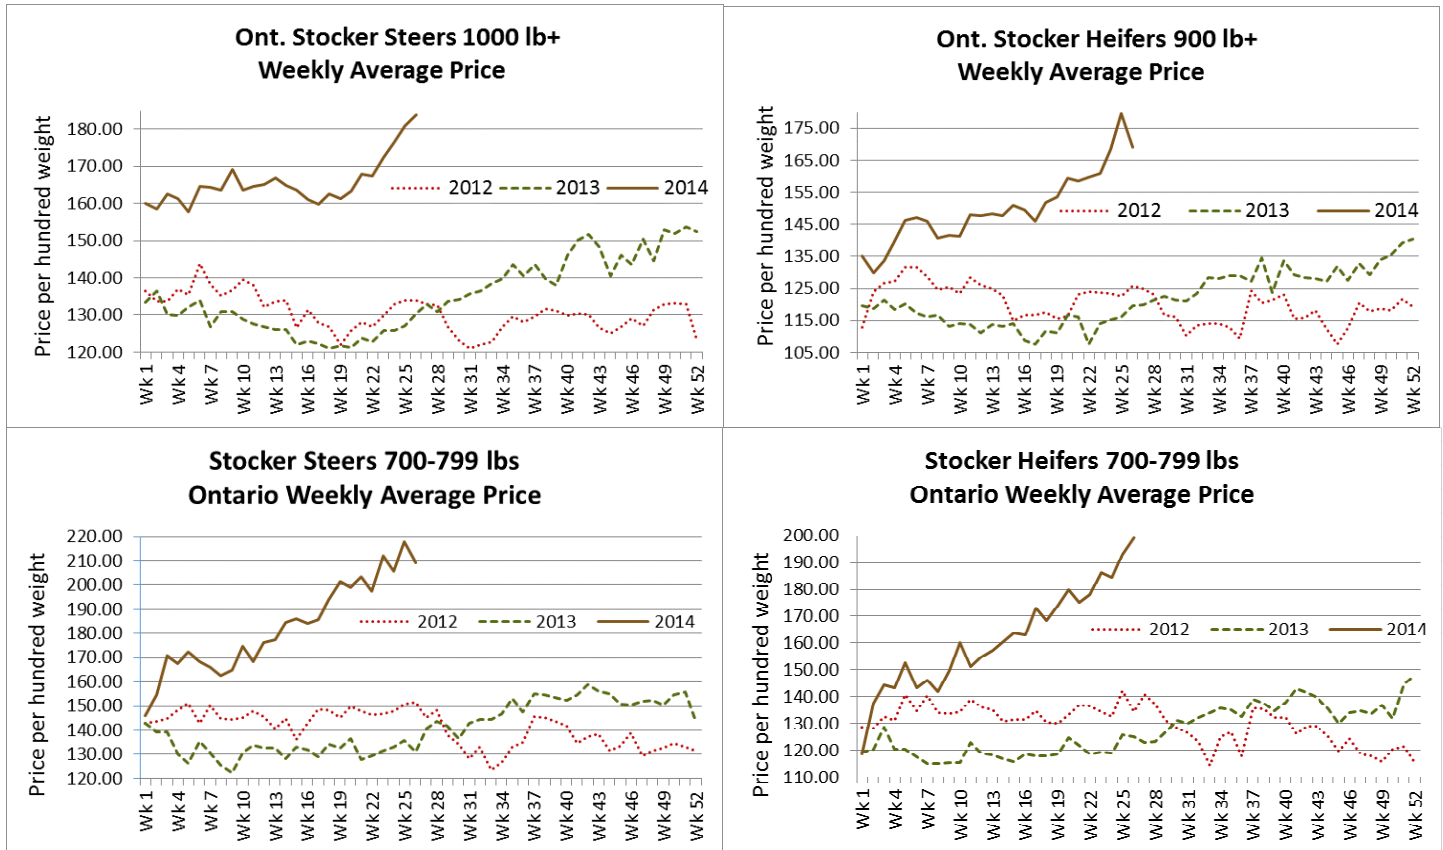 Ont. Stocker Steers 1000 lb+
Weekly Average Price
Price per hundred weight
180.00
170.00
160.00
150.00
140.00
130.00
120.00
2012 2013 2014
Wk 1 Wk 4 Wk 7 Wk 10 Wk 13 Wk 16 Wk 19 Wk 22 Wk 25 Wk 28 Wk 31 Wk 34 Wk 37 Wk 40 Wk 43 Wk 46 Wk 49 Wk 52
Ont. Stocker Heifers 900 lb+
Weekly Average Price
Price per hundred weight
175.00
165.00
155.00
145.00
135.00
125.00
115.00
105.00
2012 2013 2014
Wk 1 Wk 4 Wk 7 Wk 10 Wk 13 Wk 16 Wk 19 Wk 22 Wk 25 Wk 28 Wk 31 Wk 34 Wk 37 Wk 40 Wk 43 Wk 46 Wk 49 Wk 52
Stocker Steers 700-799 lbs
Ontario Weekly Average Price
Price per hundred weight
220.00
210.00
200.00
190.00
180.00
170.00
160.00
150.00
140.00
130.00
120.00
2012 2013 2014
Wk 1 Wk 4 Wk 7 Wk 10 Wk 13 Wk 16 Wk 19 Wk 22 Wk 25 Wk 28 Wk 31 Wk 34 Wk 37 Wk 40 Wk 43 Wk 46 Wk 49 Wk 52
Stocker Heifers 700-799 lbs
Ontario Weekly Average Price
Price per hundred weight
200.00
190.00
180.00
170.00
160.00
150.00
140.00
130.00
120.00
110.00
2012 2013 2014
Wk 1 Wk 4 Wk 7 Wk 10 Wk 13 Wk 16 Wk 19 Wk 22 Wk 25 Wk 28 Wk 31 Wk 34 Wk 37 Wk 40 Wk 43 Wk 46 Wk 49 Wk 52